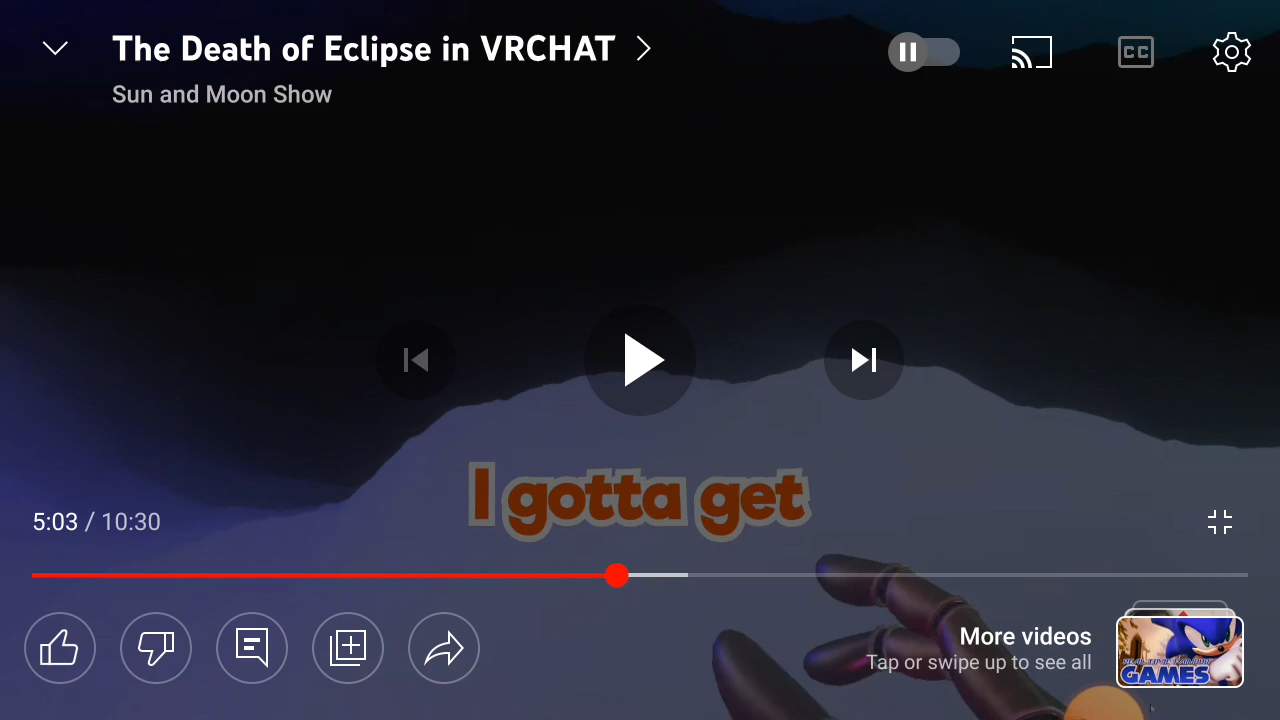 The Death of Eclipse in VRCHAT
Sun and Moon Show
CC
I gotta get
5:03 / 10:30
More videos
Tap or swipe up to see all
GAMES